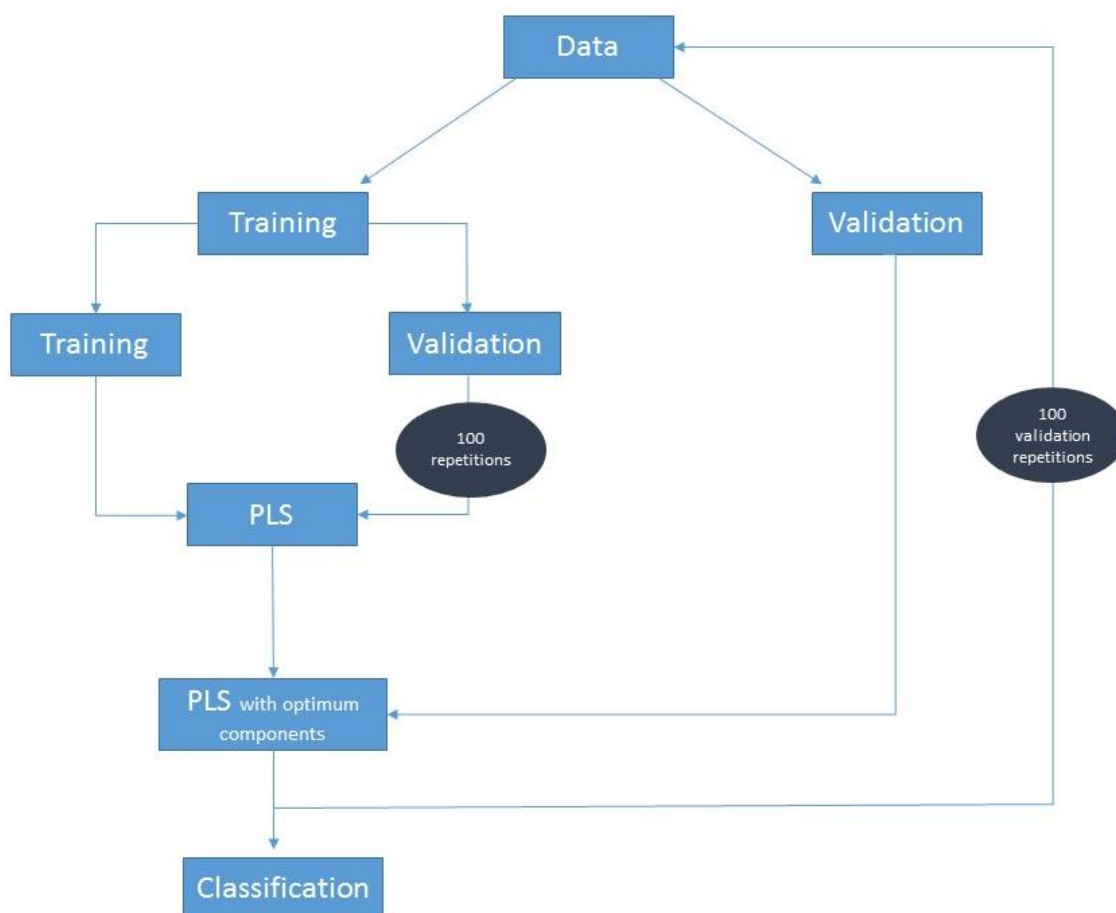 Data
Training
Validation
Training
Validation
100
repetitions
100
validation
repetitions
PLS
PLS with optimum
components
Classification